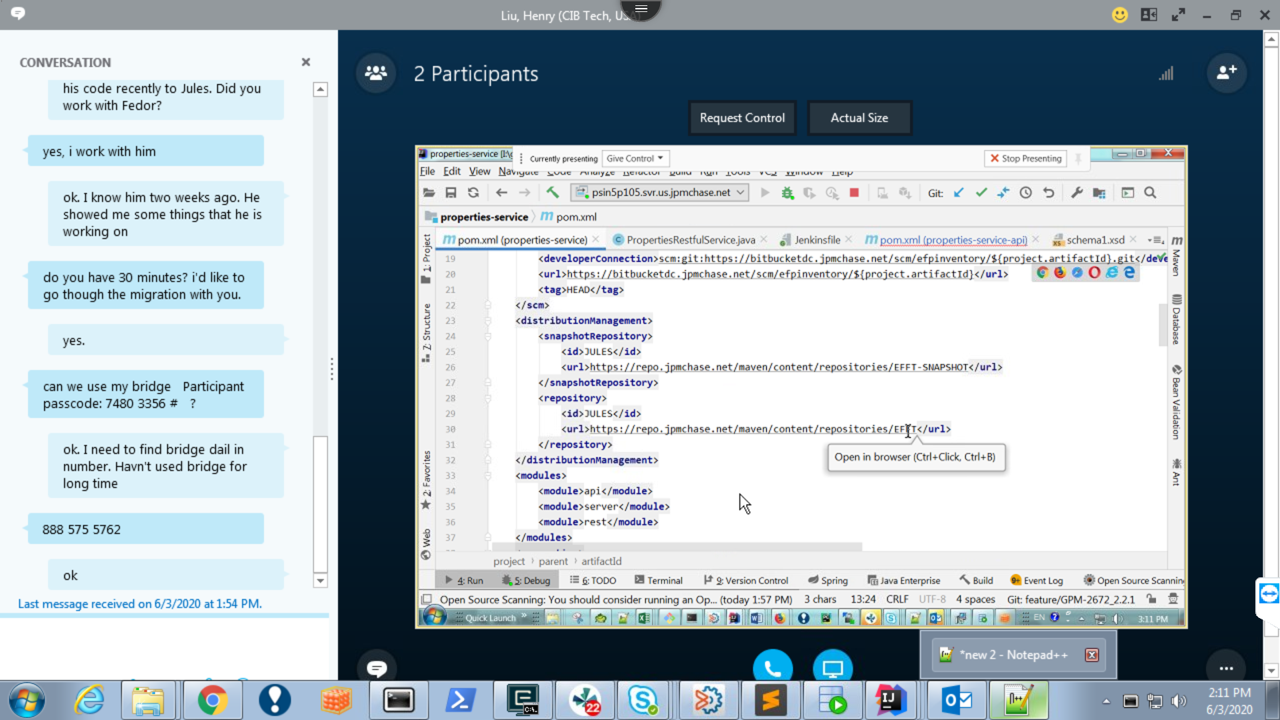 Liu, Henry (CIB Tech, US
CONVERSATION
his code recently to Jules. Did you
work with Fedor?
yes, i work with him
ok. I know him two weeks ago. He
showed me some things that he is
working on
do you have 30 minutes? i'd like to
go though the migration with you.
yes.
can we use my bridge Participant
passcode: 7480 3356 # ?
ok. I need to find bridge dail in
number. Havn't used bridge for
long time
888 575 5762
ok
Last message received on 6/3/2020 at 1:54 PM.
2 Participants
Request Control
Actual Size
properties-service
Currently presenting
Give Control
Stop Presenting
File Edit View Navigate Code Analyze Refactor Build Run Tools VCS Window Help
psin5p105.svr.us.jpmchase.net
Git:
properties-service
pom.xml
pom.xml (properties-service)
PropertiesRestfulService.java
Jenkinsfile
pom.xml (properties-service-api)
schema1.xsd
19 <developerConnection>scm:git:https://bitbucketdc.jpmchase.net/scm/efpinventory/${project.artifactId}.git</deve
20 <url>https://bitbucketdc.jpmchase.net/scm/efpinventory/${project.artifactId}</url>
21 <tag>HEAD</tag>
22 </scm>
23 <distributionManagement>
24 <snapshotRepository>
25 <id>JULES</id>
26 <url>https://repo.jpmchase.net/maven/content/repositories/EFFT-SNAPSHOT</url>
27 </snapshotRepository>
28 <repository>
29 <id>JULES</id>
30 <url>https://repo.jpmchase.net/maven/content/repositories/EFFT</url>
31 </repository>
32 </distributionManagement>
33 <modules>
34 <module>api</module>
35 <module>server</module>
36 <module>rest</module>
37 </modules>
Open in browser (Ctrl+Click, Ctrl+B)
1: Project
7: Structure
2: Favorites
Web
Maven
Database
Bean Validation
Ant
project parent artifactId
4: Run
5: Debug
6: TODO
Terminal
9: Version Control
Spring
Java Enterprise
Build
Event Log
Open Source Scannin
Open Source Scanning: You should consider running an Op... (today 1:57 PM)
3 chars
13:24
CRLF
UTF-8
4 spaces
Git: feature/GPM-2672_2.2.1
Quick Launch
EN
3:11 PM
*new 2 - Notepad++
22
2:11 PM
6/3/2020